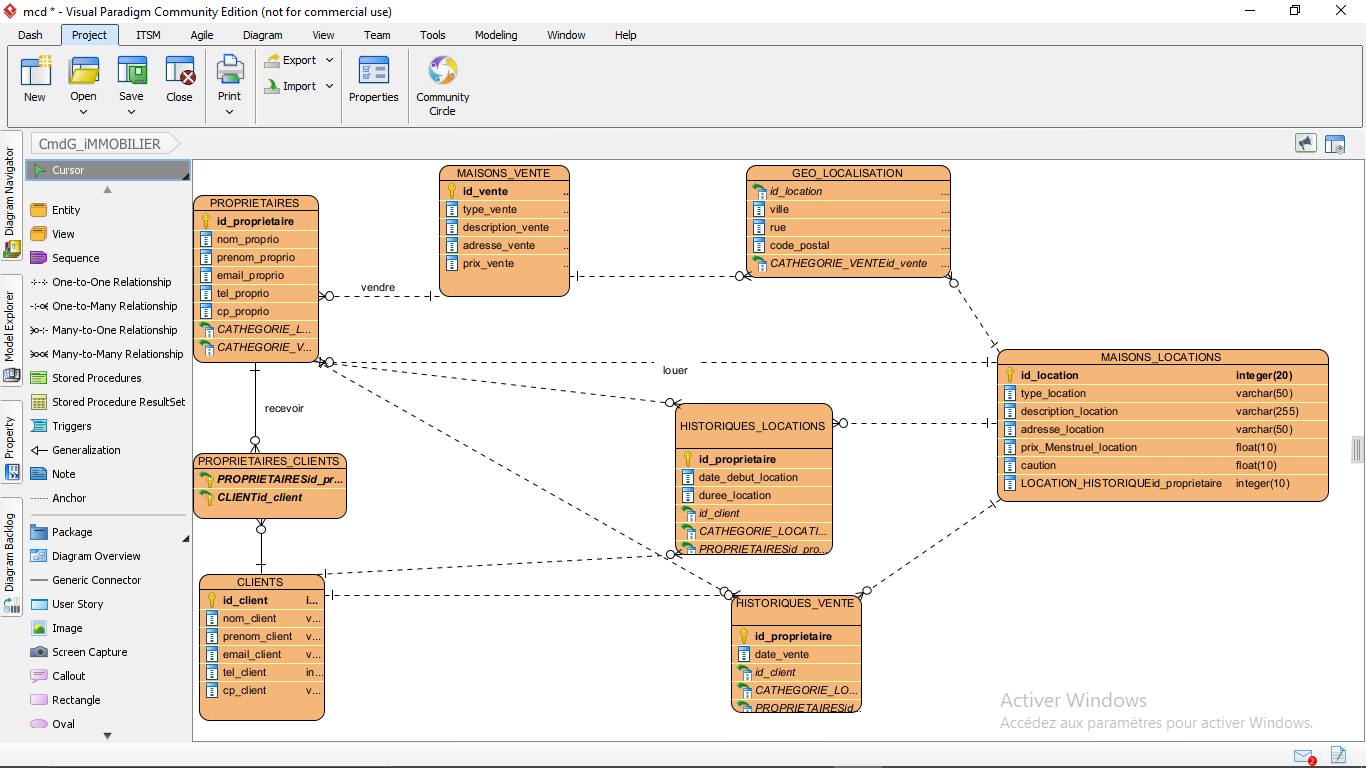 mcd * - Visual Paradigm Community Edition (not for commercial use)
Dash Project ITSM Agile Diagram View Team Tools Modeling Window Help
New Open Save Close Print Export Import Properties Community Circle
CmdG_iMMOBILIER
Diagram Navigator
Model Explorer
Property
Diagram Backlog
Cursor
Entity
View
Sequence
One-to-One Relationship
One-to-Many Relationship
Many-to-One Relationship
Many-to-Many Relationship
Stored Procedures
Stored Procedure ResultSet
Triggers
Generalization
Note
Anchor
Package
Diagram Overview
Generic Connector
User Story
Image
Screen Capture
Callout
Rectangle
Oval
PROPRIETAIRES
id_proprietaire
nom_proprio
prenom_proprio
email_proprio
tel_proprio
cp_proprio
CATHEGORIE_L...
CATHEGORIE_V...
MAISONS_VENTE
id_vente ..
type_vente ..
description_vente ..
adresse_vente ..
prix_vente ..
GEO_LOCALISATION
id_location ...
ville ...
rue ...
code_postal ...
CATHEGORIE_VENTEid_vente ...
vendre
louer
recevoir
MAISONS_LOCATIONS
id_location integer(20)
type_location varchar(50)
description_location varchar(255)
adresse_location varchar(50)
prix_Menstruel_location float(10)
caution float(10)
LOCATION_HISTORIQUEid_proprietaire integer(10)
HISTORIQUES_LOCATIONS
id_proprietaire
date_debut_location
duree_location
id_client
CATHEGORIE_LOCATI...
PROPRIETAIRESid_pro...
PROPRIETAIRES_CLIENTS
PROPRIETAIRESid_pr...
CLIENTid_client
CLIENTS
id_client i...
nom_client v...
prenom_client v...
email_client v...
tel_client in...
cp_client v...
HISTORIQUES_VENTE
id_proprietaire
date_vente
id_client
CATHEGORIE_LO...
PROPRIETAIRESid...
Activer Windows
Accédez aux paramètres pour activer Windows.
2